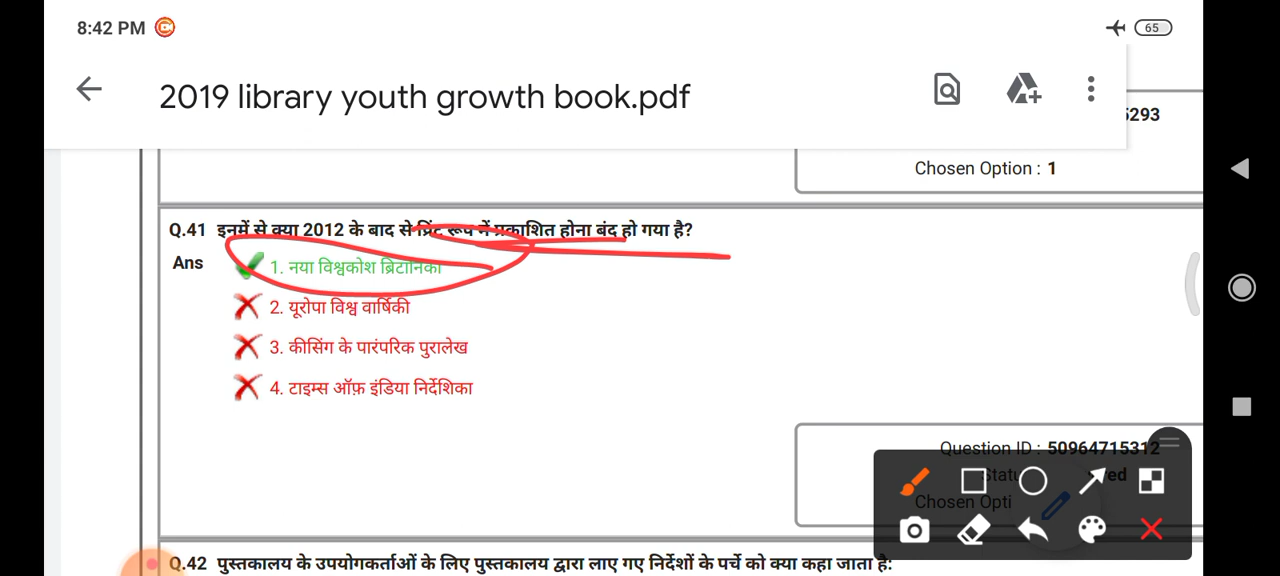 8:42 PM
65
2019 library youth growth book.pdf
5293
Chosen Option : 1
Q.41 इनमें से क्या 2012 के बाद से प्रिंट रूप में प्रकाशित होना बंद हो गया है?
Ans 1. नया विश्वकोश ब्रिटानिका
2. यूरोपा विश्व वार्षिकी
3. कीसिंग के पारंपरिक पुरालेख
4. टाइम्स ऑफ़ इंडिया निर्देशिका
Question ID : 50964715312
Chosen Opti
Q.42 पुस्तकालय के उपयोगकर्ताओं के लिए पुस्तकालय द्वारा लाए गए निर्देशों के पर्चे को क्या कहा जाता है: